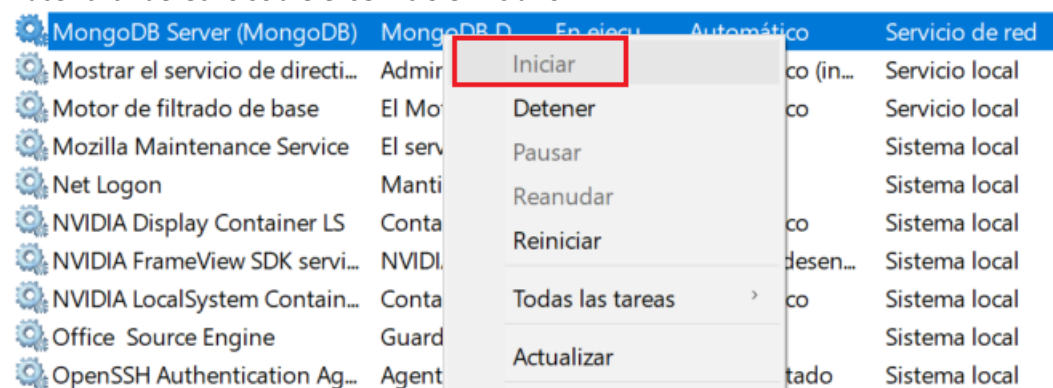 MongoDB Server (MongoDB) MongoDB D... En ejecu... Automático Servicio de red
Mostrar el servicio de directi... Admin co (in... Servicio local
Motor de filtrado de base El Mo co Servicio local
Mozilla Maintenance Service El serv Sistema local
Net Logon Manti Sistema local
NVIDIA Display Container LS Conta co Sistema local
NVIDIA FrameView SDK servi... NVIDI desen... Sistema local
NVIDIA LocalSystem Contain... Conta co Sistema local
Office Source Engine Guard Sistema local
OpenSSH Authentication Ag... Agent tado Sistema local
Iniciar
Detener
Pausar
Reanudar
Reiniciar
Todas las tareas
Actualizar